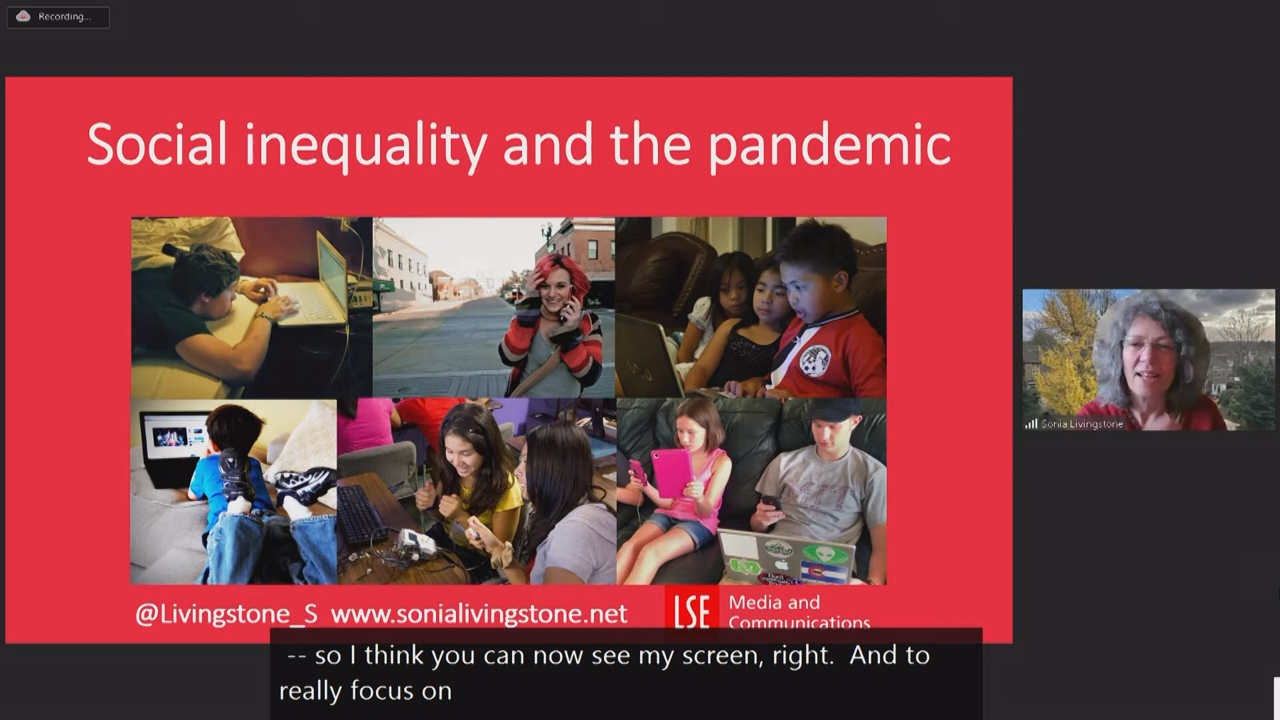 Recording...
Social inequality and the pandemic
@Livingstone_S www.sonialivingstone.net
LSE
Media and
Communications
Sonia Livingstone
-- so I think you can now see my screen, right. And to
really focus on